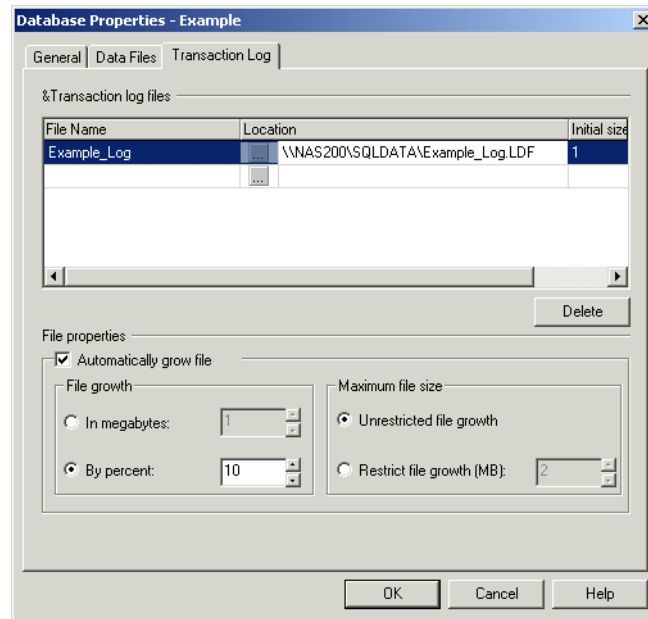 Database Properties - Example
General Data Files Transaction Log
&Transaction log files
File Name Location Initial size
Example_Log ... \\NAS200\SQLDATA\Example_Log.LDF 1
...
Delete
File properties
Automatically grow file
File growth Maximum file size
In megabytes: 1 Unrestricted file growth
By percent: 10 Restrict file growth (MB): 2
OK Cancel Help